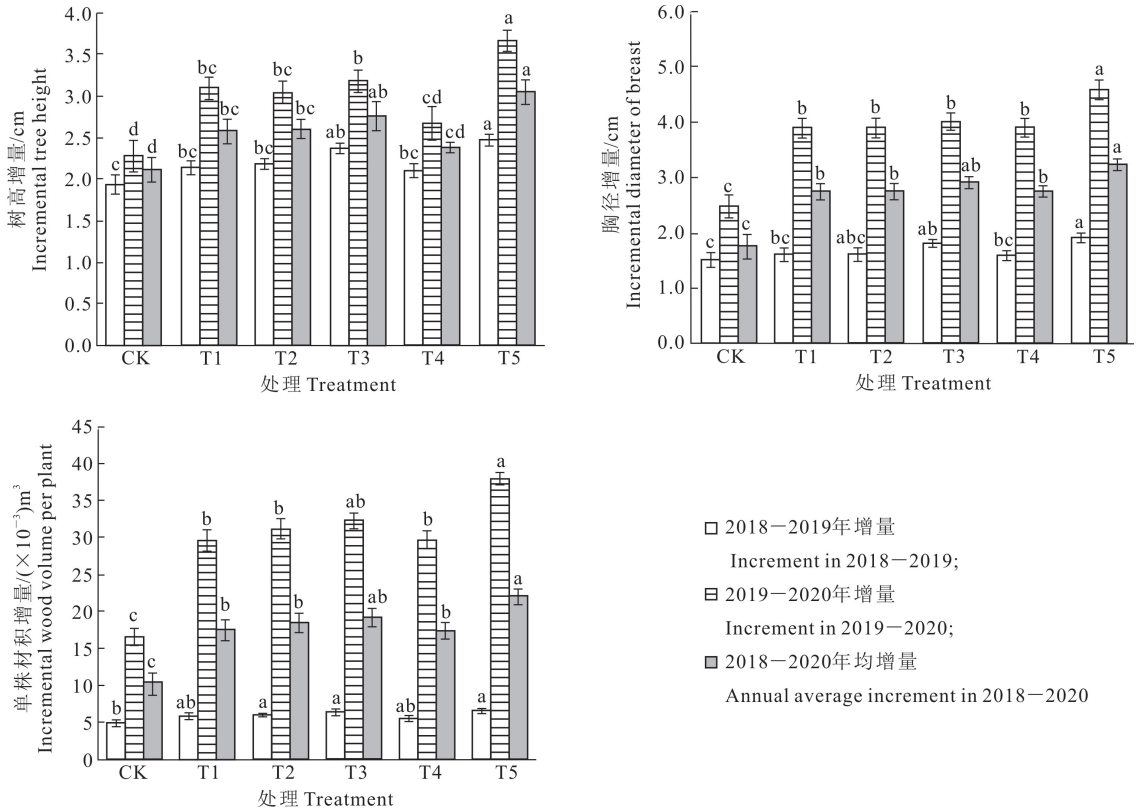 树高增量/cm
Incremental tree height
4.0
3.5
3.0
2.5
2.0
1.5
1.0
0.5
0.0
c d d
bc bc bc
bc bc bc
ab b ab
bc cd cd
a a a
CK T1 T2 T3 T4 T5
处理 Treatment
胸径增量/cm
Incremental diameter of breast
6.0
5.0
4.0
3.0
2.0
1.0
0.0
c c c
bc b b
abc b b
ab b ab
bc b b
a a a
CK T1 T2 T3 T4 T5
处理 Treatment
单株材积增量/(×10⁻³)m³
Incremental wood volume per plant
45
40
35
30
25
20
15
10
5
0
b c c
ab b b
a b b
a ab ab
ab b b
a a a
CK T1 T2 T3 T4 T5
处理 Treatment
2018－2019年增量
Increment in 2018－2019;
2019－2020年增量
Increment in 2019－2020;
2018－2020年均增量
Annual average increment in 2018－2020